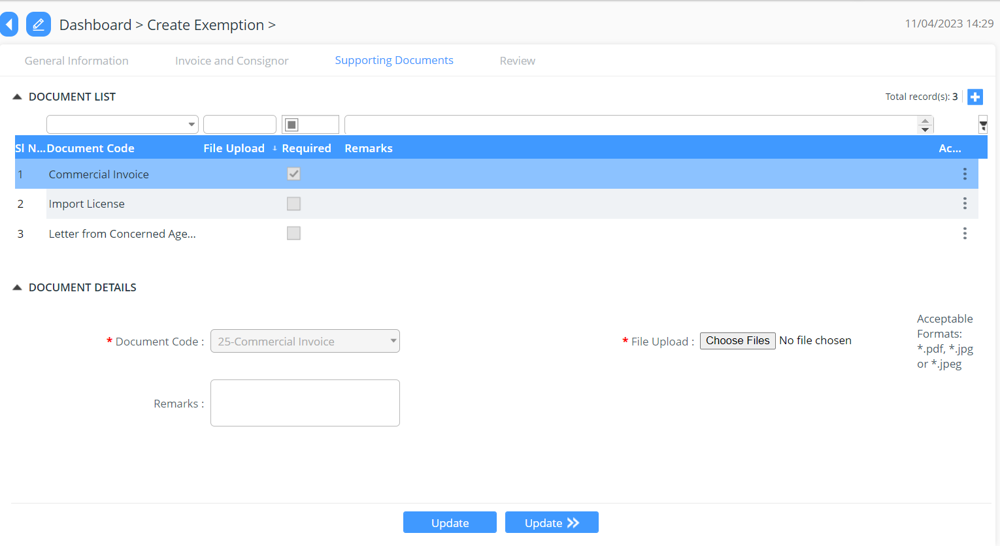 Dashboard > Create Exemption >
11/04/2023 14:29
General Information
Invoice and Consignor
Supporting Documents
Review
DOCUMENT LIST
Total record(s): 3
Sl N... Document Code File Upload Required Remarks Ac...
1 Commercial Invoice
2 Import License
3 Letter from Concerned Age...
DOCUMENT DETAILS
* Document Code : 25-Commercial Invoice
* File Upload : Choose Files No file chosen
Acceptable
Formats:
*.pdf, *.jpg
or *.jpeg
Remarks :
Update
Update